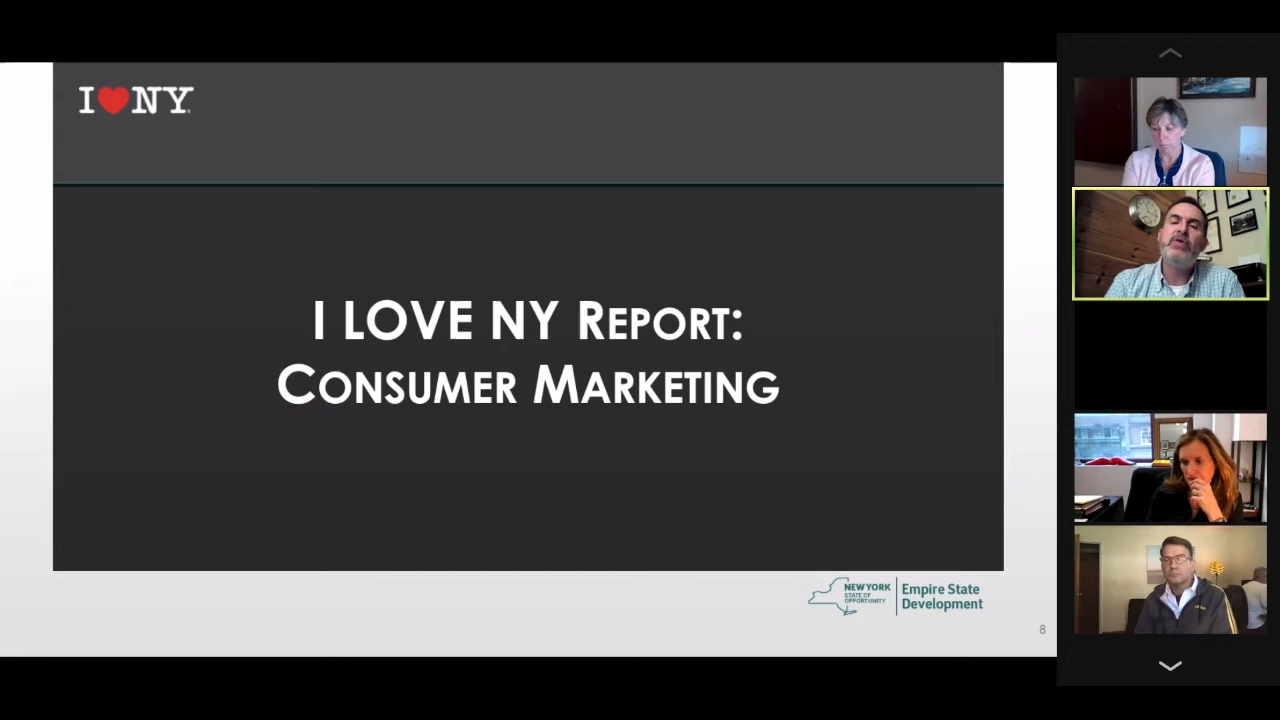 I ♥ NY
I LOVE NY REPORT:
CONSUMER MARKETING
NEW YORK
STATE OF
OPPORTUNITY
Empire State
Development
8